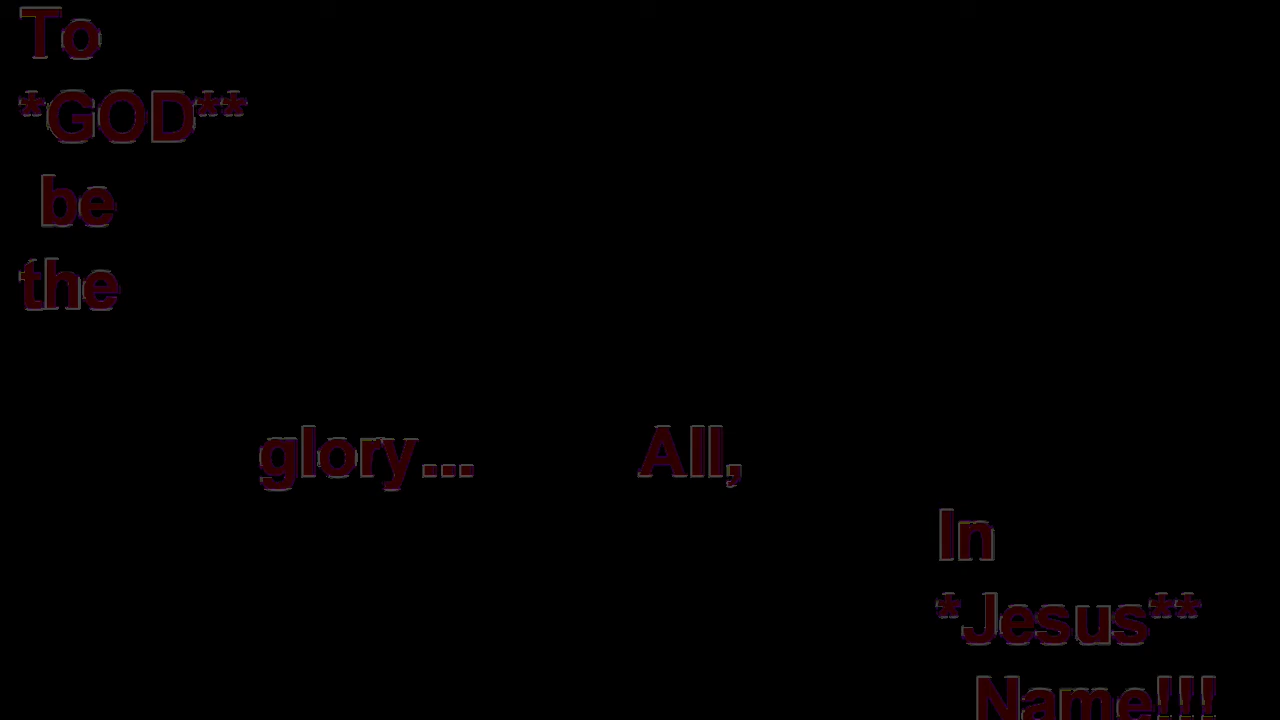 To
*GOD**
be
the
glory... All,
In
*Jesus**
Name!!!